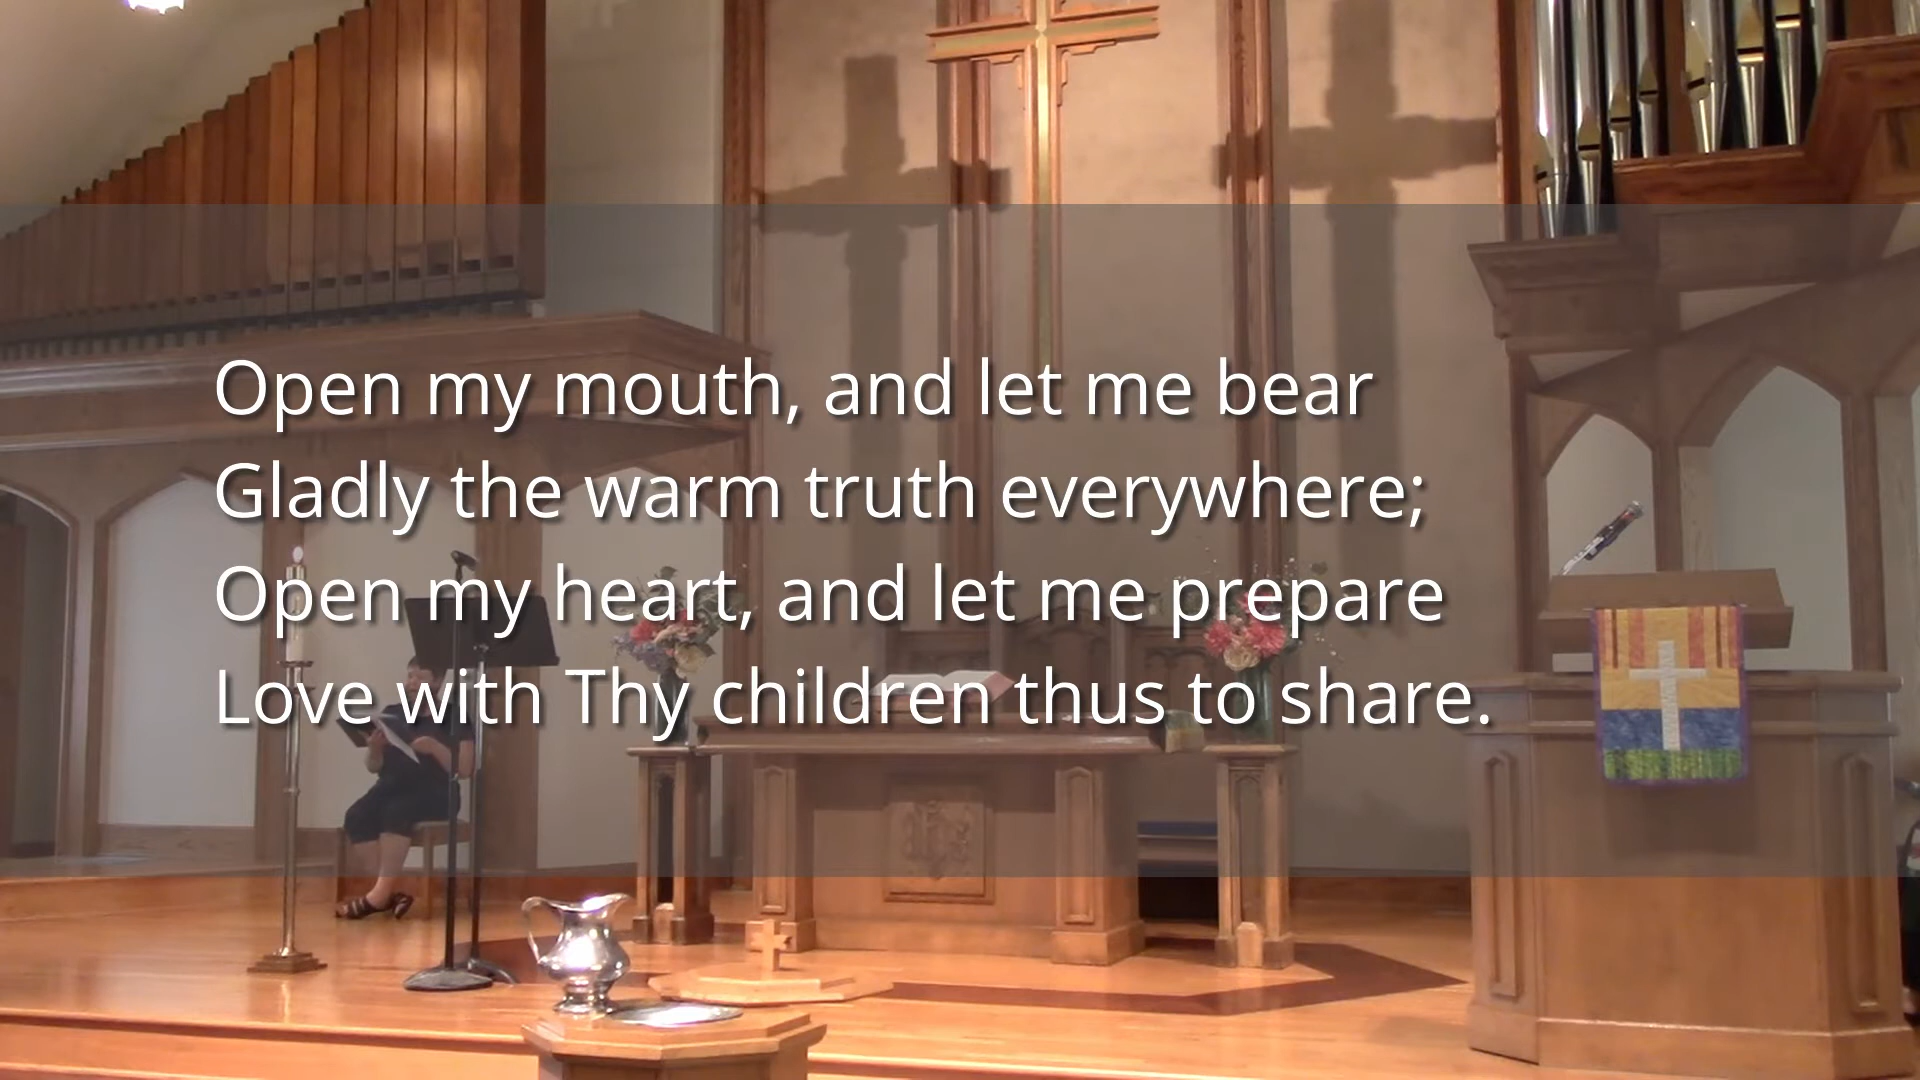 Open my mouth, and let me bear
Gladly the warm truth everywhere;
Open my heart, and let me prepare
Love with Thy children thus to share.